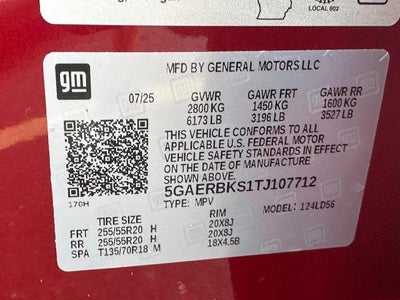 LOCAL 602
gm
MFD BY GENERAL MOTORS LLC
07/25 GVWR GAWR FRT GAWR RR
2800 KG 1450 KG 1600 KG
6173 LB 3196 LB 3527 LB
THIS VEHICLE CONFORMS TO ALL
APPLICABLE U.S. FEDERAL MOTOR
VEHICLE SAFETY STANDARDS IN EFFECT
ON THE DATE OF MANUFACTURE
SHOWN ABOVE.
5GAERBKS1TJ107712
170H
TYPE: MPV MODEL: 124LD56
TIRE SIZE RIM
FRT 255/55R20 H 20X8J
RR 255/55R20 H 20X8J
SPA T135/70R18 M 18X4.5B